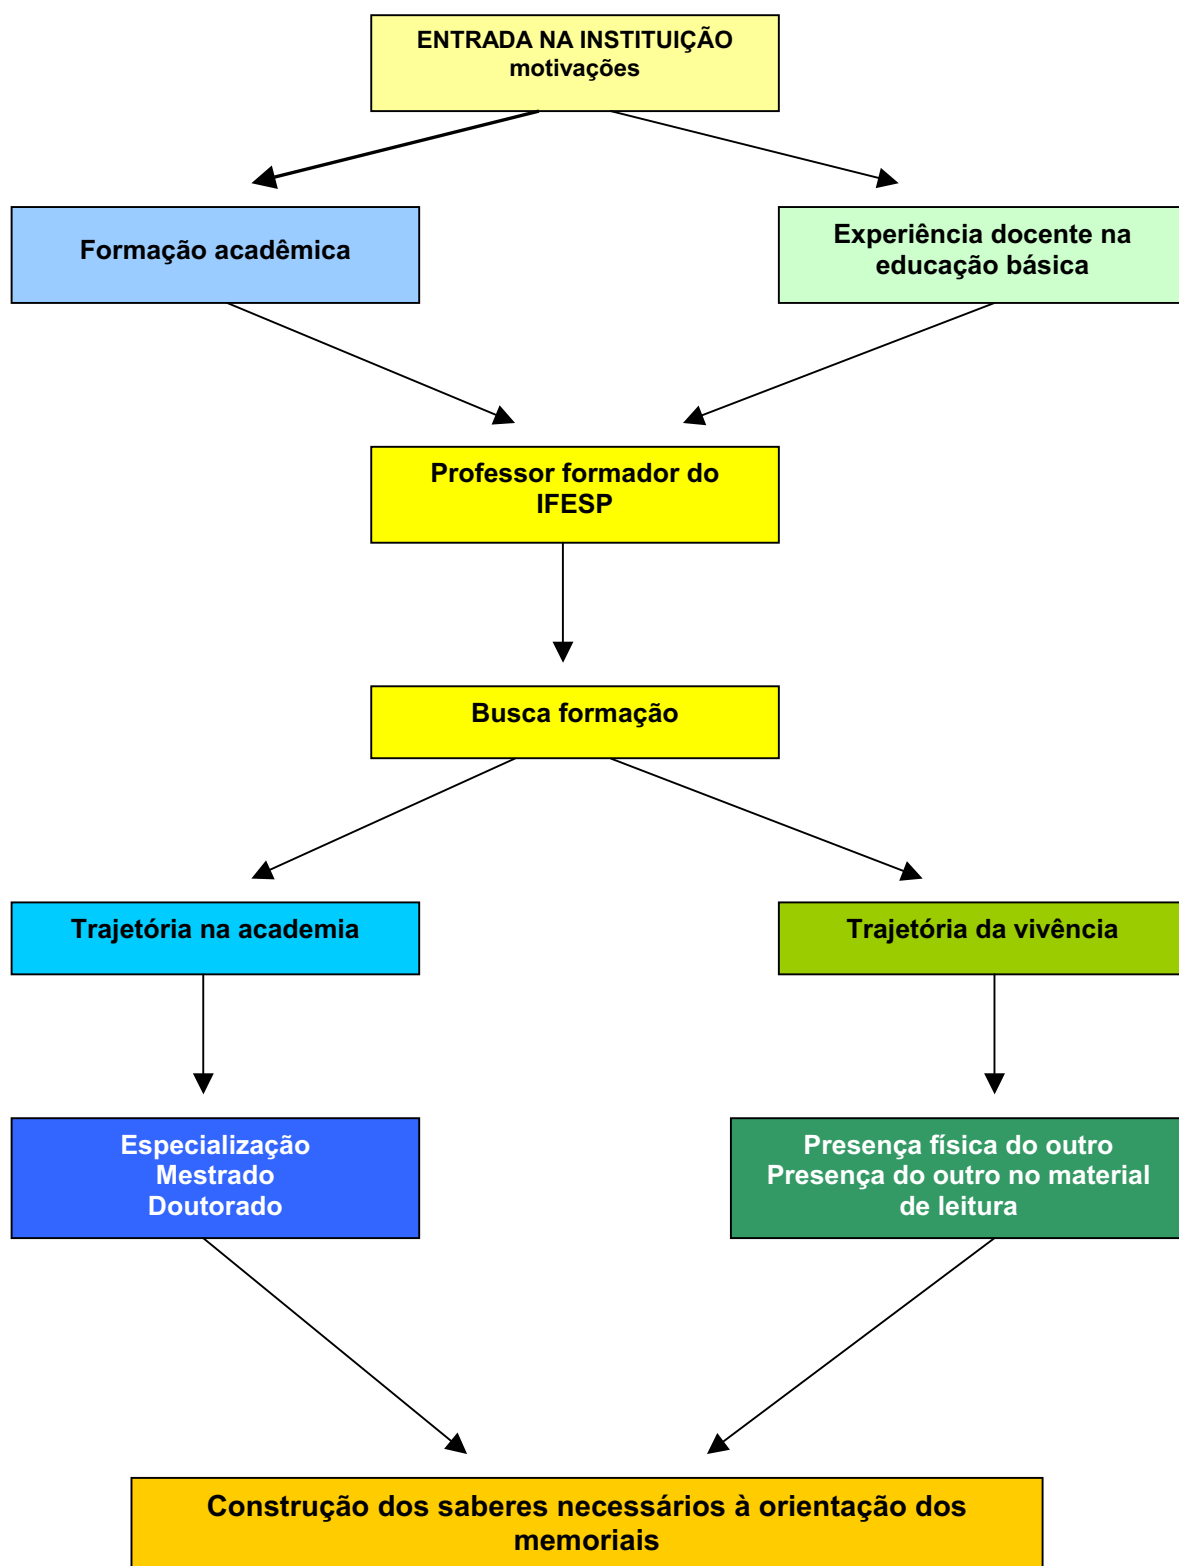 ENTRADA NA INSTITUIÇÃO
motivações
Formação acadêmica
Experiência docente na
educação básica
Professor formador do
IFESP
Busca formação
Trajetória na academia
Trajetória da vivência
Especialização
Mestrado
Doutorado
Presença física do outro
Presença do outro no material
de leitura
Construção dos saberes necessários à orientação dos
memoriais